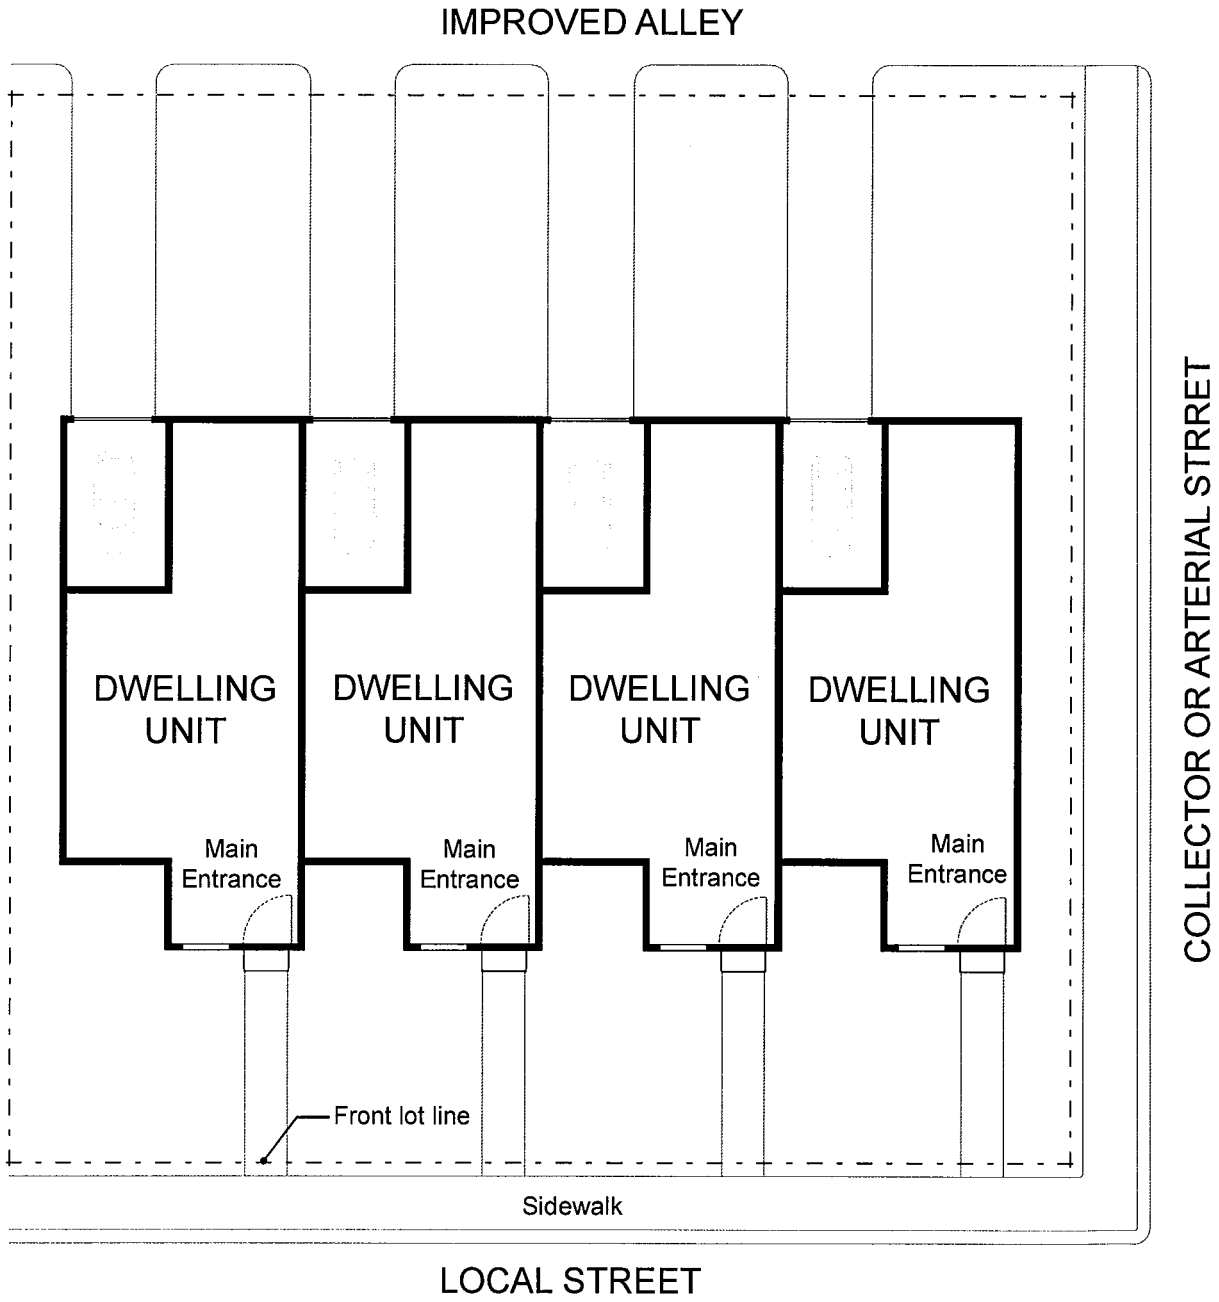 IMPROVED ALLEY
COLLECTOR OR ARTERIAL STRRET
DWELLING
UNIT
DWELLING
UNIT
DWELLING
UNIT
DWELLING
UNIT
Main
Entrance
Main
Entrance
Main
Entrance
Main
Entrance
Front lot line
Sidewalk
LOCAL STREET